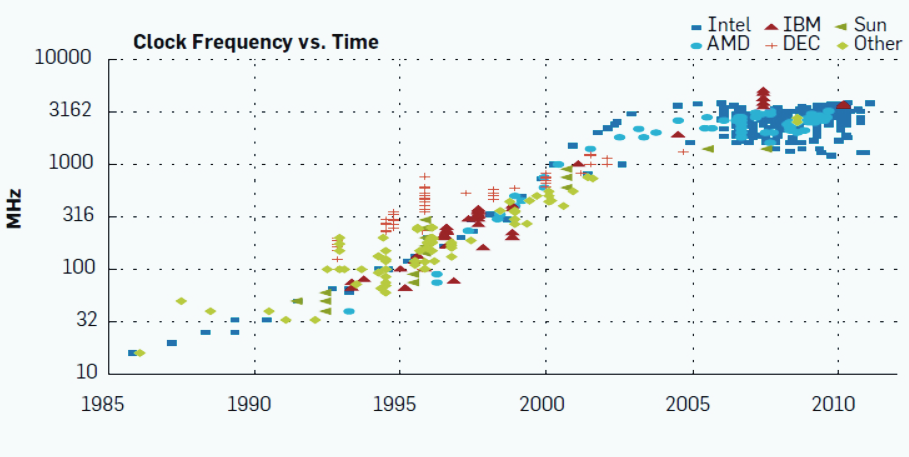 Clock Frequency vs. Time
Intel IBM Sun
AMD DEC Other
10000
3162
1000
316
100
32
10
MHz
1985 1990 1995 2000 2005 2010